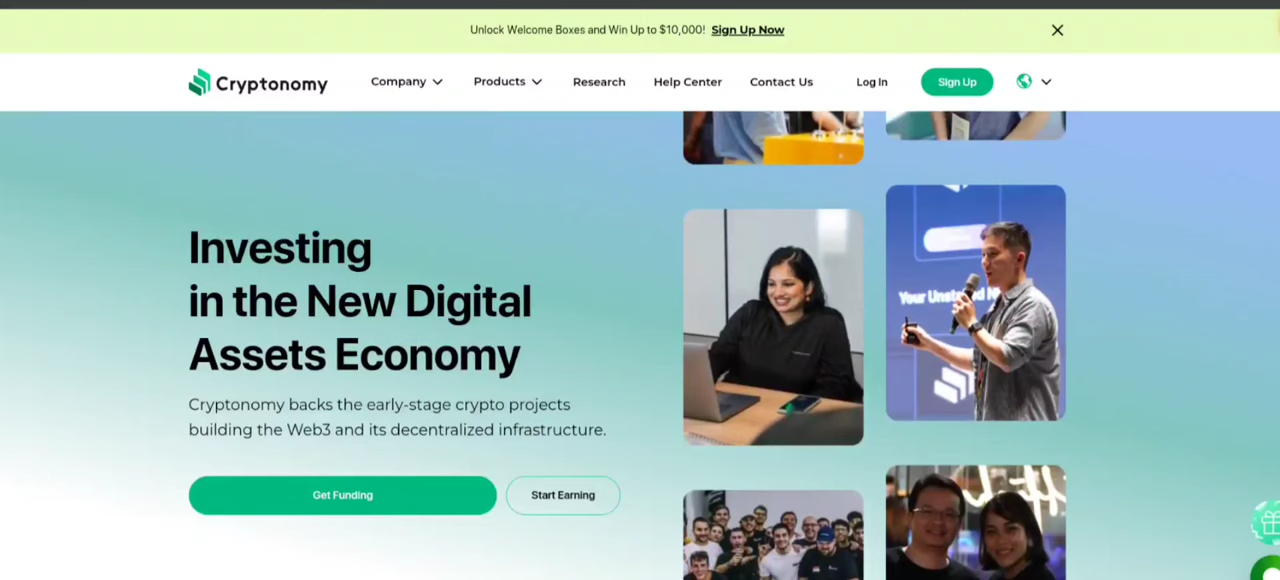 Unlock Welcome Boxes and Win Up to $10,000! Sign Up Now
Cryptonomy
Company
Products
Research
Help Center
Contact Us
Log In
Sign Up
Investing
in the New Digital
Assets Economy
Cryptonomy backs the early-stage crypto projects
building the Web3 and its decentralized infrastructure.
Get Funding
Start Earning
Your